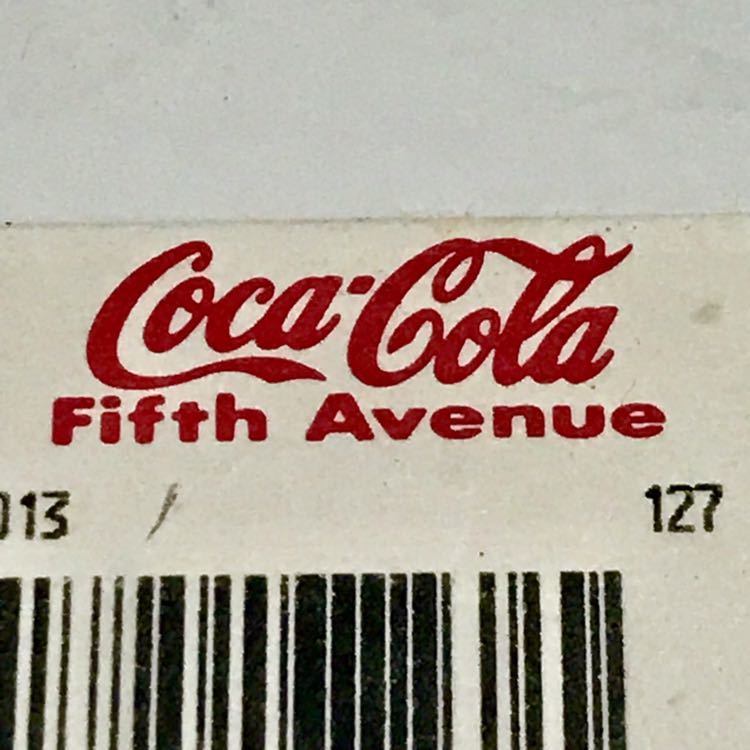 Coca-Cola
Fifth Avenue
013 / 127